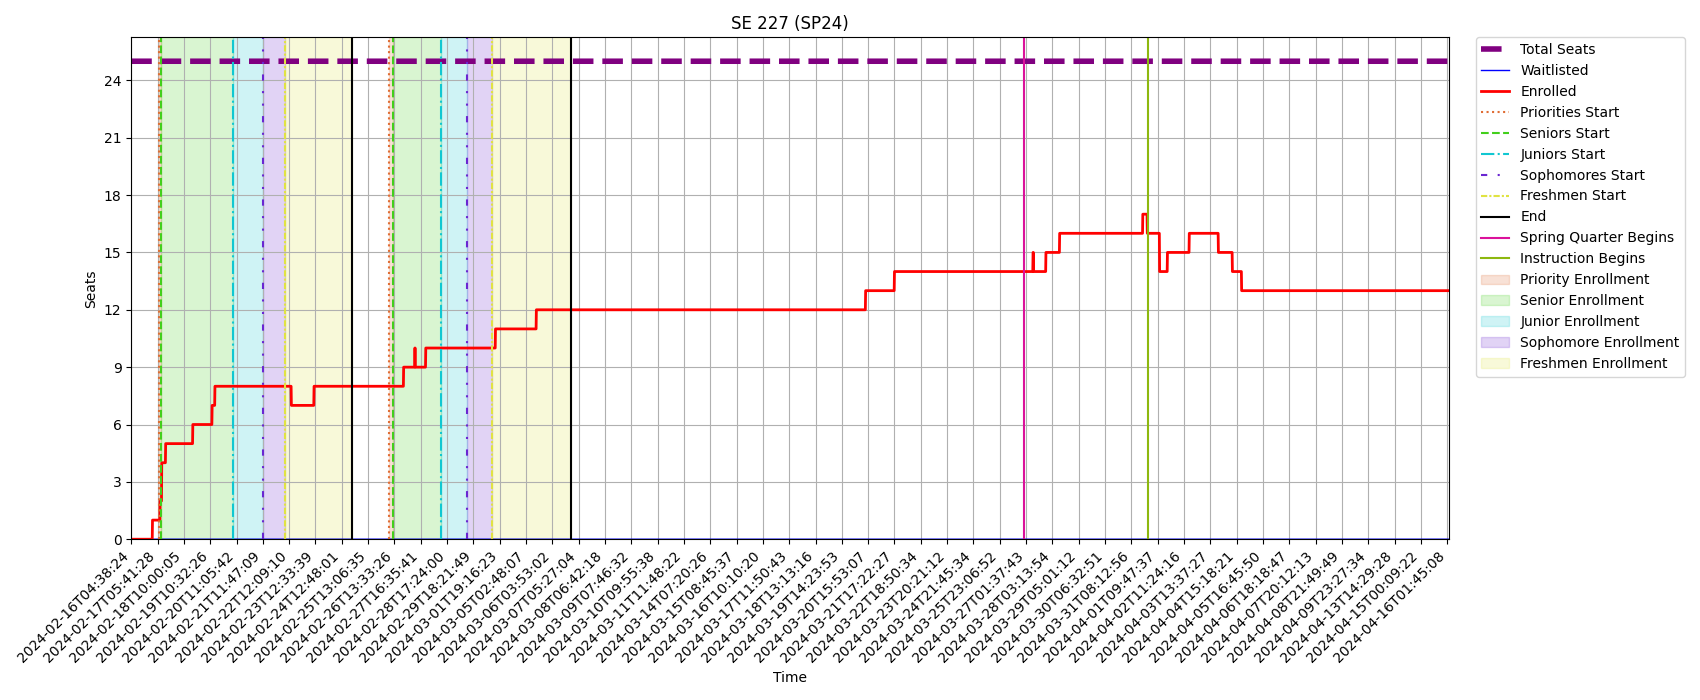 SE 227 (SP24)
Seats
24
21
18
15
12
9
6
3
0
2024-02-16T04:38:24
2024-02-17T05:41:28
2024-02-18T10:00:05
2024-02-19T10:32:26
2024-02-20T11:05:42
2024-02-21T11:47:09
2024-02-22T12:09:10
2024-02-23T12:33:39
2024-02-24T12:48:01
2024-02-25T13:06:35
2024-02-26T13:33:26
2024-02-27T16:35:41
2024-02-28T17:24:00
2024-02-29T18:21:49
2024-03-01T19:16:23
2024-03-05T02:48:07
2024-03-06T03:53:02
2024-03-07T05:27:04
2024-03-08T06:42:18
2024-03-09T07:46:32
2024-03-10T09:55:38
2024-03-11T11:48:22
2024-03-14T07:20:26
2024-03-15T08:45:37
2024-03-16T10:10:20
2024-03-17T11:50:43
2024-03-18T13:13:16
2024-03-19T14:23:53
2024-03-20T15:53:07
2024-03-21T17:22:27
2024-03-22T18:50:34
2024-03-23T20:21:12
2024-03-24T21:45:34
2024-03-25T23:06:52
2024-03-27T01:37:43
2024-03-28T03:13:54
2024-03-29T05:01:12
2024-03-30T06:32:51
2024-03-31T08:12:56
2024-04-01T09:47:37
2024-04-02T11:24:16
2024-04-03T13:37:27
2024-04-04T15:18:21
2024-04-05T16:45:50
2024-04-06T18:18:47
2024-04-07T20:12:13
2024-04-08T21:49:49
2024-04-09T23:27:34
2024-04-13T14:29:28
2024-04-15T00:09:22
2024-04-16T01:45:08
Time
Total Seats
Waitlisted
Enrolled
Priorities Start
Seniors Start
Juniors Start
Sophomores Start
Freshmen Start
End
Spring Quarter Begins
Instruction Begins
Priority Enrollment
Senior Enrollment
Junior Enrollment
Sophomore Enrollment
Freshmen Enrollment